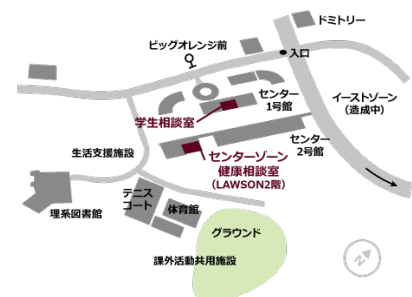 ドミトリー
ビッグオレンジ前
入口
センター
1号館
イーストゾーン
(造成中)
学生相談室
センター
2号館
生活支援施設
センターゾーン
健康相談室
(LAWSON2階)
テニス
コート
体育館
理系図書館
グラウンド
課外活動共用施設
N